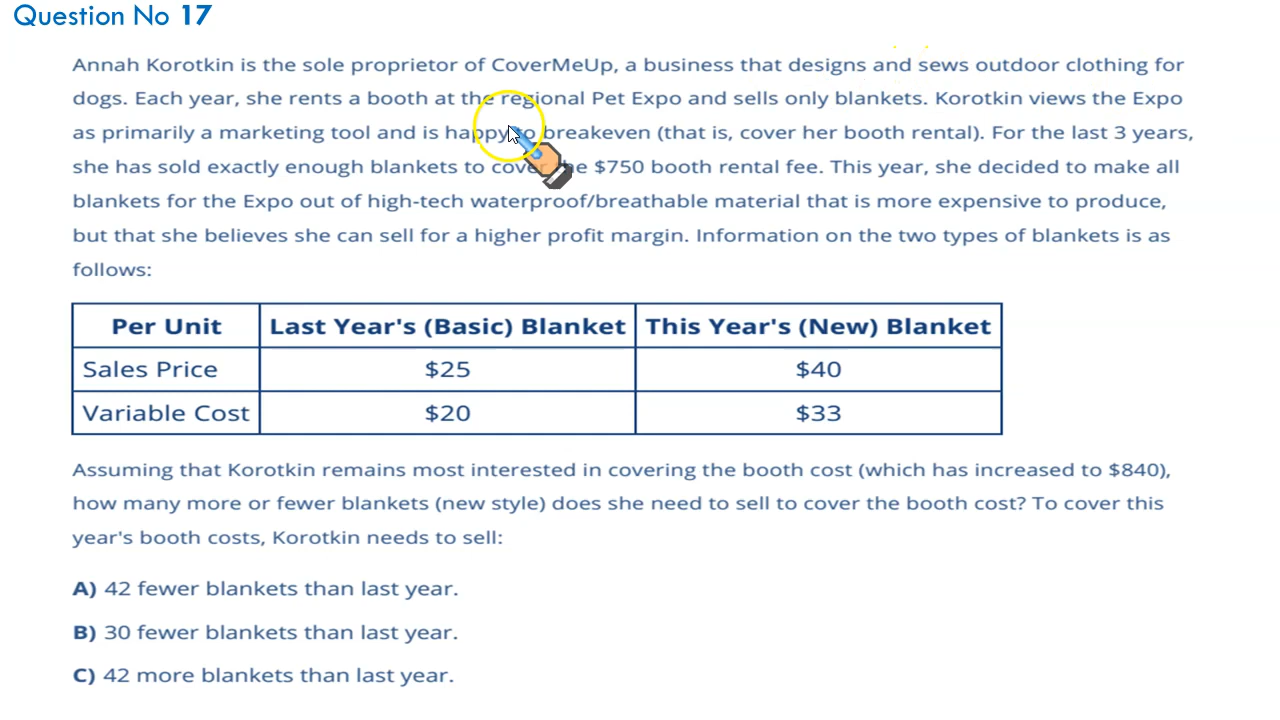 Question No 17
Annah Korotkin is the sole proprietor of CoverMeUp, a business that designs and sews outdoor clothing for
dogs. Each year, she rents a booth at the regional Pet Expo and sells only blankets. Korotkin views the Expo
as primarily a marketing tool and is happy to breakeven (that is, cover her booth rental). For the last 3 years,
she has sold exactly enough blankets to cover the $750 booth rental fee. This year, she decided to make all
blankets for the Expo out of high-tech waterproof/breathable material that is more expensive to produce,
but that she believes she can sell for a higher profit margin. Information on the two types of blankets is as
follows:
Per Unit Last Year's (Basic) Blanket This Year's (New) Blanket
Sales Price $25 $40
Variable Cost $20 $33
Assuming that Korotkin remains most interested in covering the booth cost (which has increased to $840),
how many more or fewer blankets (new style) does she need to sell to cover the booth cost? To cover this
year's booth costs, Korotkin needs to sell:
A) 42 fewer blankets than last year.
B) 30 fewer blankets than last year.
C) 42 more blankets than last year.